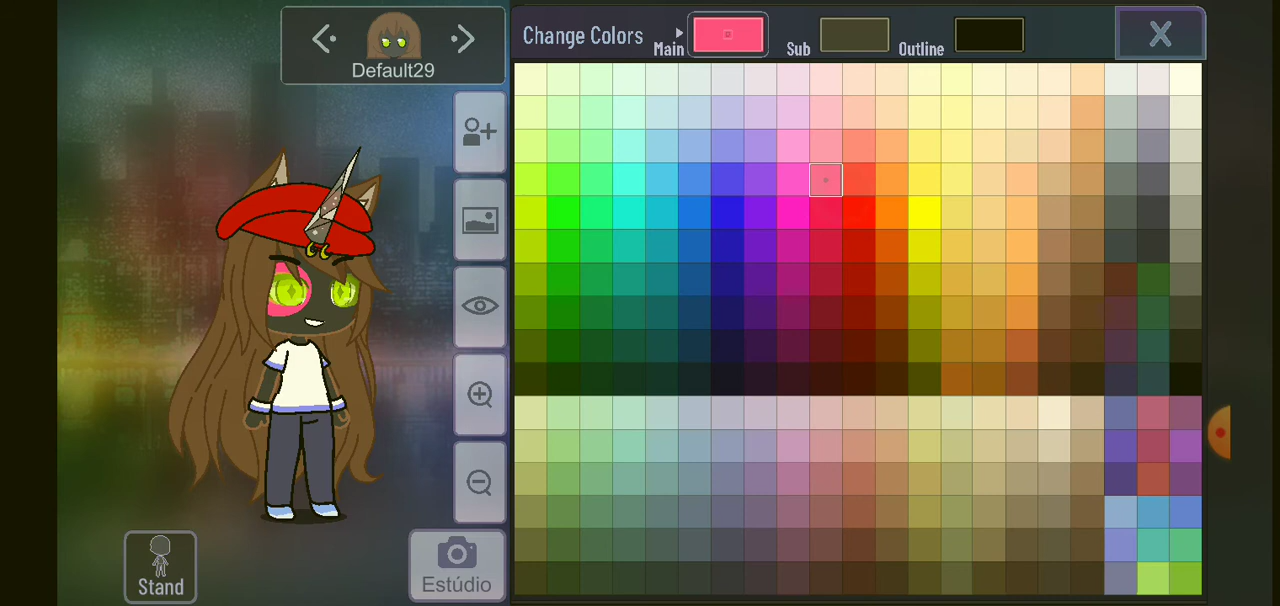 Default29
Change Colors
Main
Sub
Outline
X
Stand
Estúdio